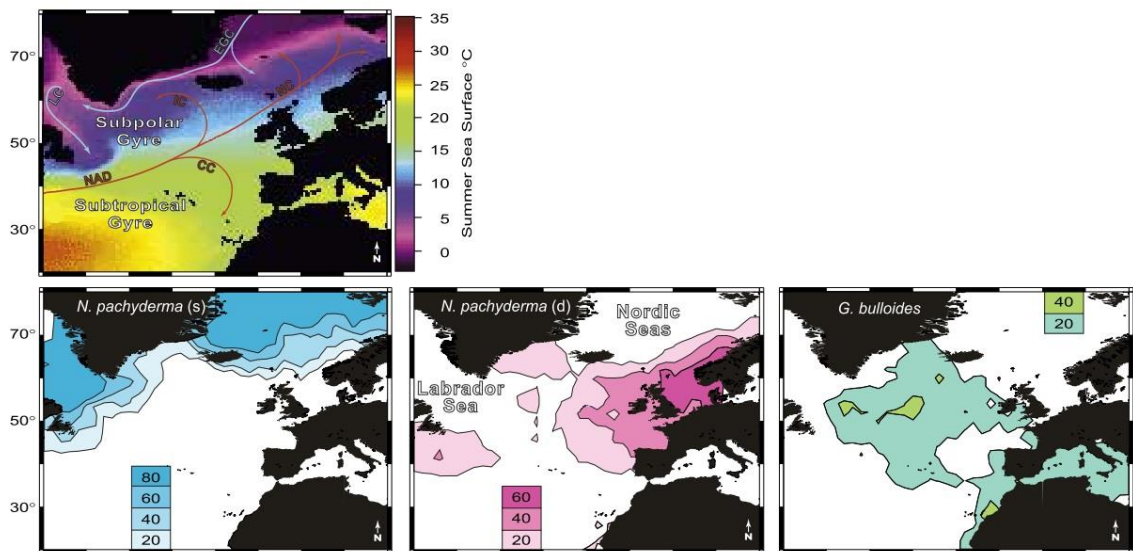 70°
50°
30°
EGC
LC
IC
NC
Subpolar
Gyre
NAD
CC
Subtropical
Gyre
N
35
30
25
20
15
10
5
0
Summer Sea Surface °C
N. pachyderma (s)
70°
50°
30°
80
60
40
20
N
N. pachyderma (d)
Nordic
Seas
Labrador
Sea
60
40
20
N
G. bulloides
40
20
N